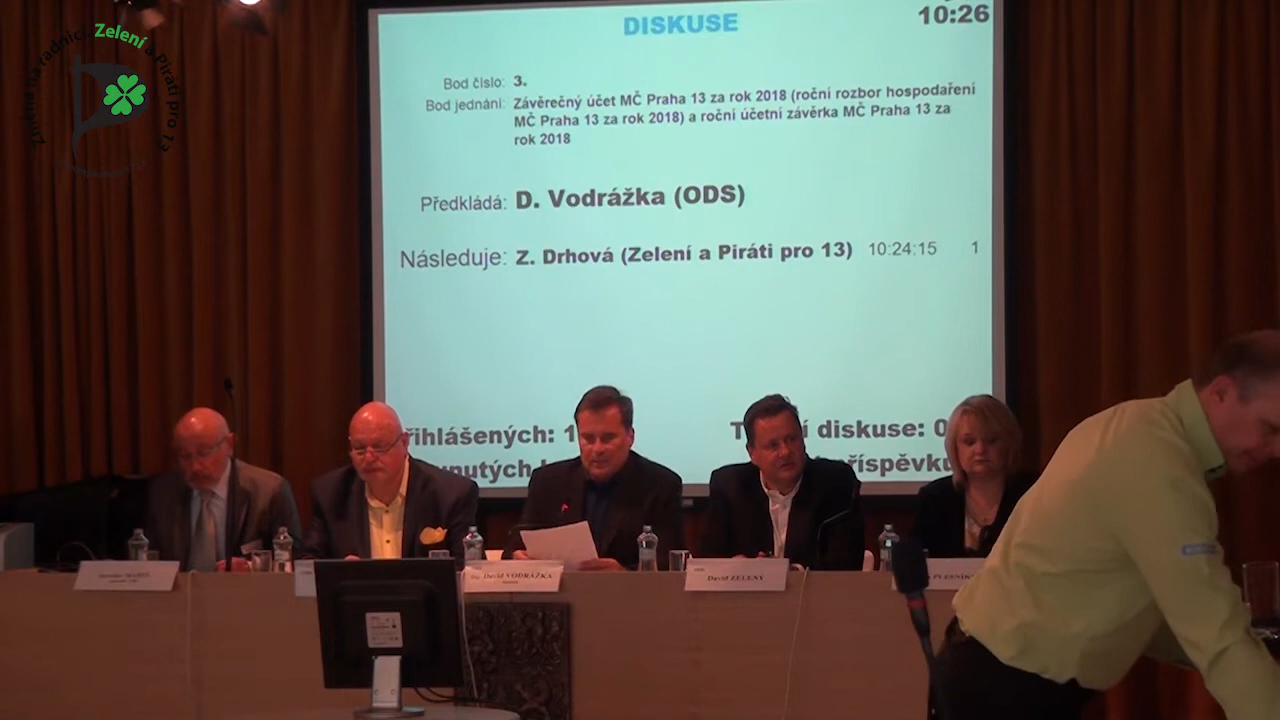 DISKUSE
10:26
Bod číslo: 3.
Bod jednání: Závěrečný účet MČ Praha 13 za rok 2018 (roční rozbor hospodaření
MČ Praha 13 za rok 2018) a roční účetní závěrka MČ Praha 13 za
rok 2018
Předkládá: D. Vodrážka (ODS)
Následuje: Z. Drhová (Zelení a Piráti pro 13) 10:24:15 1
řihlášených: 1
diskuse: 0
Změna na radnici Zelení a Piráti pro 13
David VODRÁŽKA
David ZELENÝ